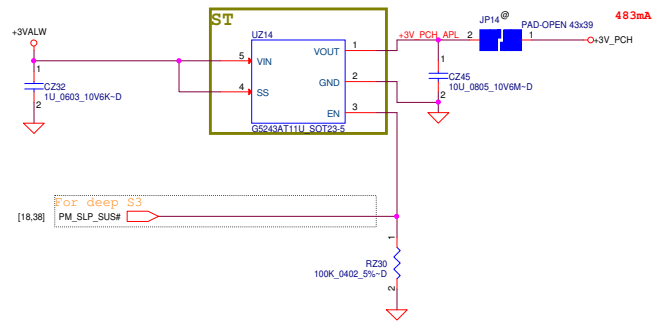 ST
JP14 @
483mA
+3VALW
UZ14
+3V_PCH_APL
2
1
PAD-OPEN 43x39
+3V_PCH
5
VIN
VOUT
1
1
CZ32
1U_0603_10V6K~D
2
4
SS
GND
2
1
CZ45
10U_0805_10V6M~D
2
EN
3
G5243AT11U_SOT23-5
For deep S3
[18,38]
PM_SLP_SUS#
1
RZ30
100K_0402_5%~D
2